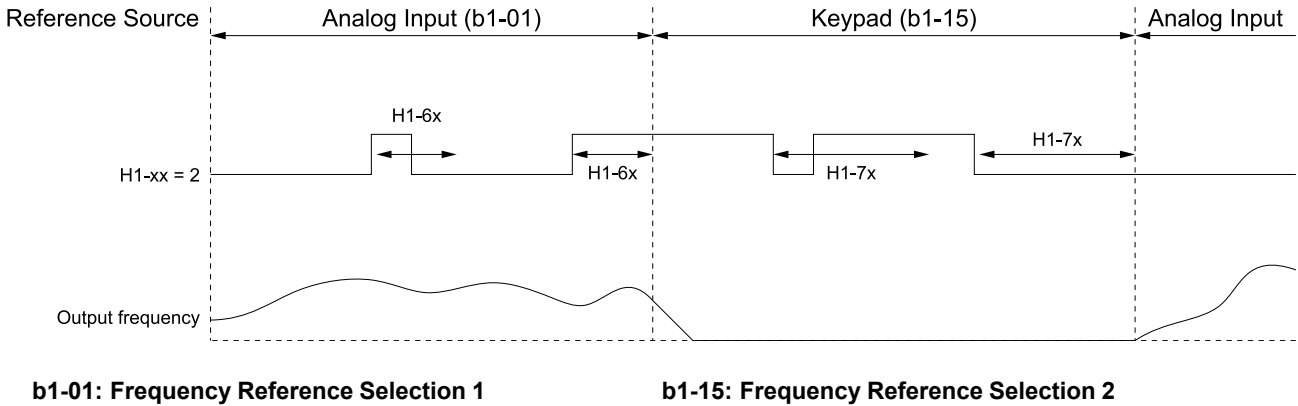 Reference Source
Analog Input (b1-01)
Keypad (b1-15)
Analog Input
H1-6x
H1-7x
H1-xx = 2
H1-6x
H1-7x
Output frequency
b1-01: Frequency Reference Selection 1
b1-15: Frequency Reference Selection 2